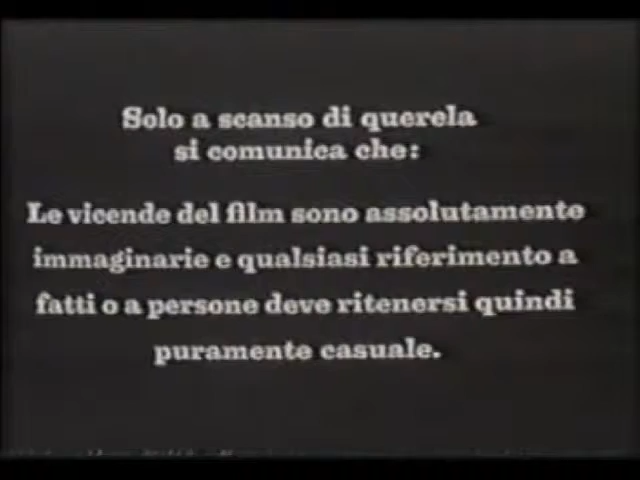 Solo a scanso di querela
si comunica che:
Le vicende del film sono assolutamente
immaginarie e qualsiasi riferimento a
fatti o a persone deve ritenersi quindi
puramente casuale.